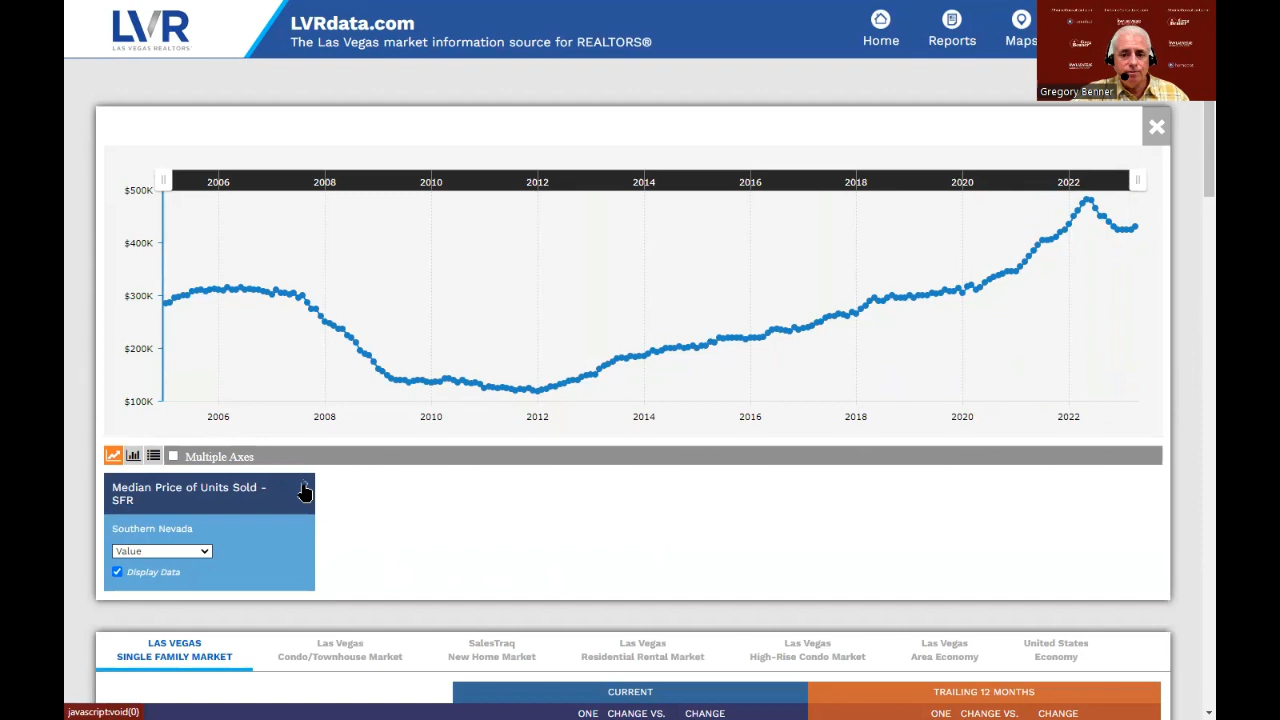 LVR
LAS VEGAS REALTORS®
LVRdata.com
The Las Vegas market information source for REALTORS®
Home
Reports
Maps
Gregory Benner
2006 2008 2010 2012 2014 2016 2018 2020 2022
$500K
$400K
$300K
$200K
$100K
2006 2008 2010 2012 2014 2016 2018 2020 2022
Multiple Axes
Median Price of Units Sold -
SFR
Southern Nevada
Value
Display Data
LAS VEGAS
SINGLE FAMILY MARKET
Las Vegas
Condo/Townhouse Market
SalesTraq
New Home Market
Las Vegas
Residential Rental Market
Las Vegas
High-Rise Condo Market
Las Vegas
Area Economy
United States
Economy
CURRENT
TRAILING 12 MONTHS
ONE CHANGE VS. CHANGE
ONE CHANGE VS. CHANGE
javascript:void(0)